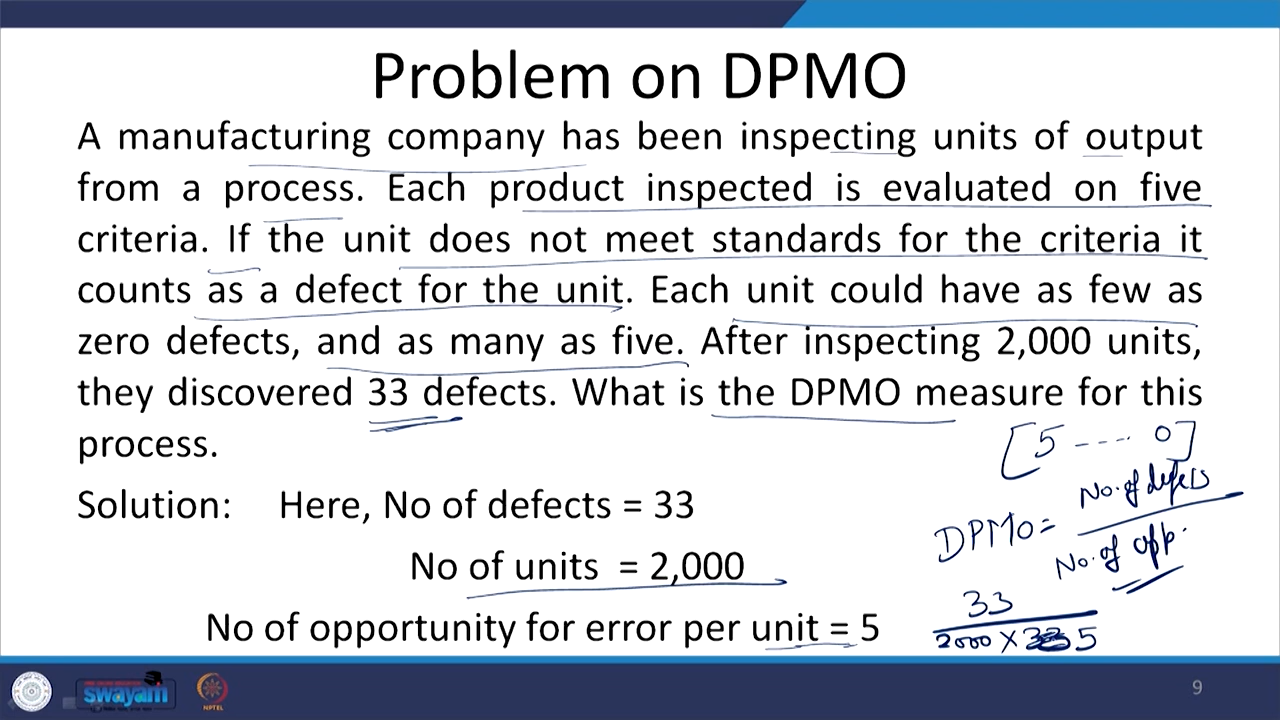 Problem on DPMO
A manufacturing company has been inspecting units of output
from a process. Each product inspected is evaluated on five
criteria. If the unit does not meet standards for the criteria it
counts as a defect for the unit. Each unit could have as few as
zero defects, and as many as five. After inspecting 2,000 units,
they discovered 33 defects. What is the DPMO measure for this
process.
[5 ---- 0]
Solution: Here, No of defects = 33
No of units = 2,000
No of opportunity for error per unit = 5
No. of defects
DPMO =
No. of opp.
33
2000 × 5
swayam
NPTEL
9